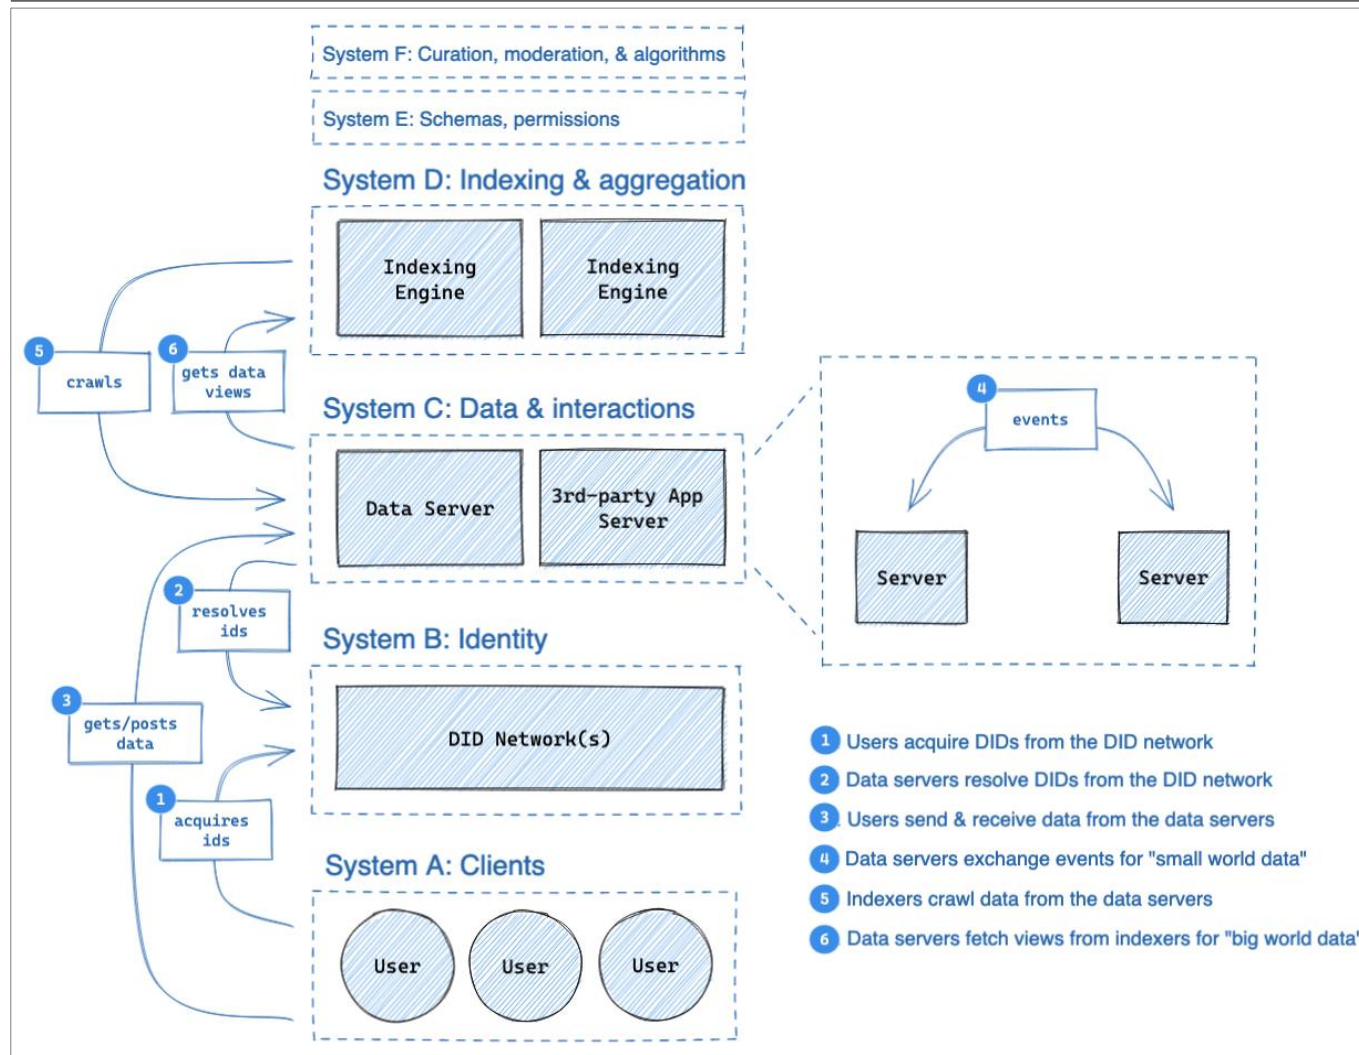 System F: Curation, moderation, & algorithms
System E: Schemas, permissions
System D: Indexing & aggregation
Indexing
Engine
Indexing
Engine
5
crawls
6
gets data
views
System C: Data & interactions
Data Server
3rd-party App
Server
4
events
Server
Server
2
resolves
ids
System B: Identity
DID Network(s)
3
gets/posts
data
1
acquires
ids
System A: Clients
User
User
User
1 Users acquire DIDs from the DID network
2 Data servers resolve DIDs from the DID network
3 Users send & receive data from the data servers
4 Data servers exchange events for "small world data"
5 Indexers crawl data from the data servers
6 Data servers fetch views from indexers for "big world data"